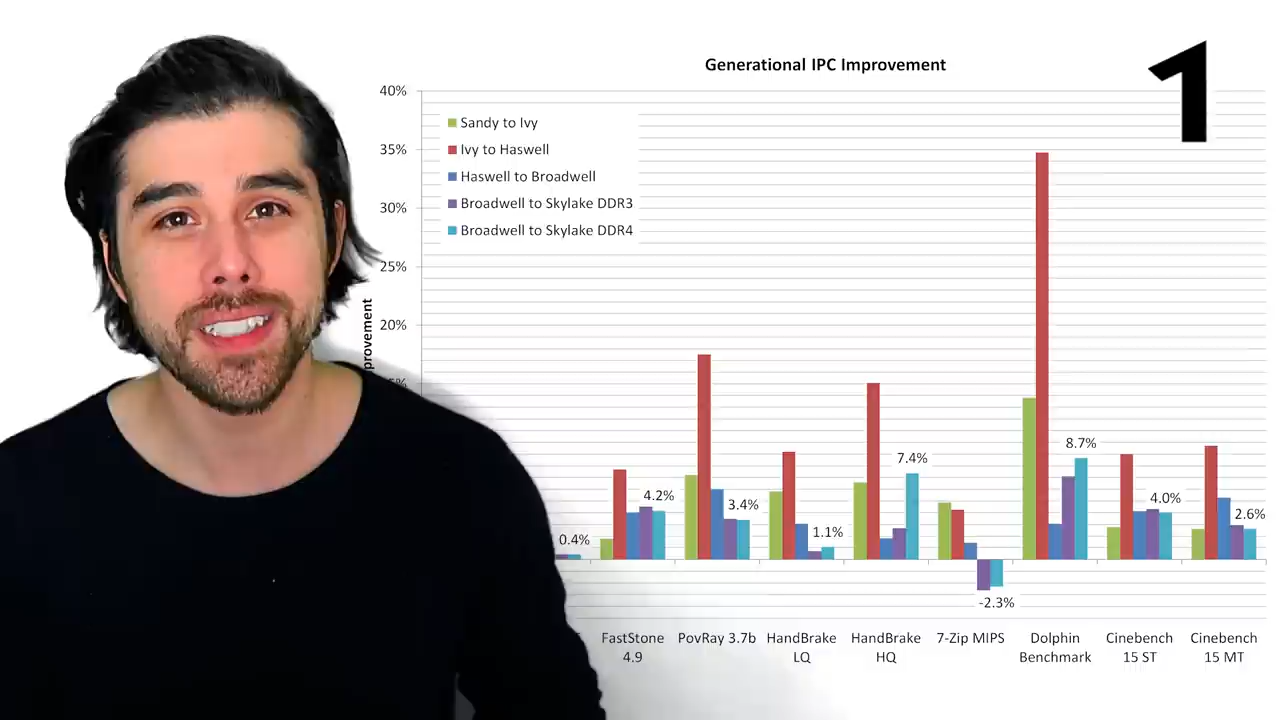 Generational IPC Improvement
1
40%
35%
30%
25%
20%
Sandy to Ivy
Ivy to Haswell
Haswell to Broadwell
Broadwell to Skylake DDR3
Broadwell to Skylake DDR4
0.4%
4.2%
3.4%
1.1%
7.4%
-2.3%
8.7%
4.0%
2.6%
FastStone
4.9
PovRay 3.7b
HandBrake
LQ
HandBrake
HQ
7-Zip MIPS
Dolphin
Benchmark
Cinebench
15 ST
Cinebench
15 MT